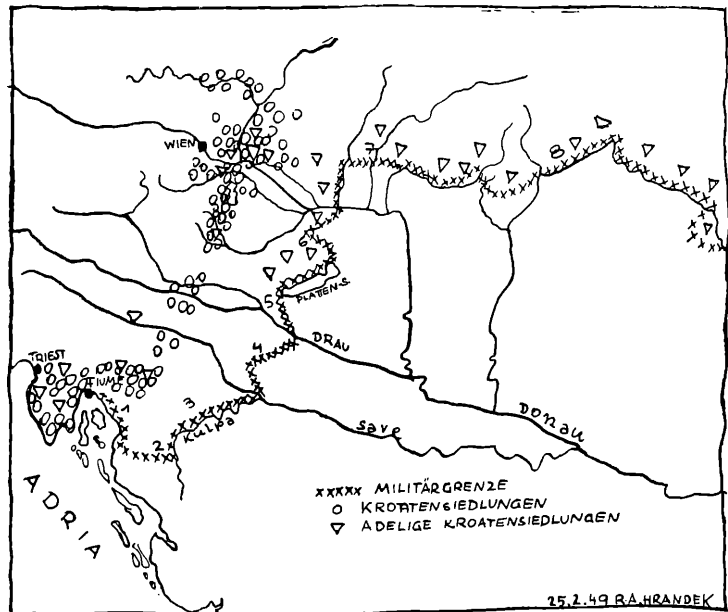 WIEN
7
8
6
PLATTEN-S.
5
4
DRAU
TRIEST
FIUME
1
3
Kulpa
2
save
Donau
ADRIA
xxxxx MILITÄRGRENZE
KROATENSIEDLUNGEN
ADELIGE KROATENSIEDLUNGEN
25.2.49 R.A.HRANDEK